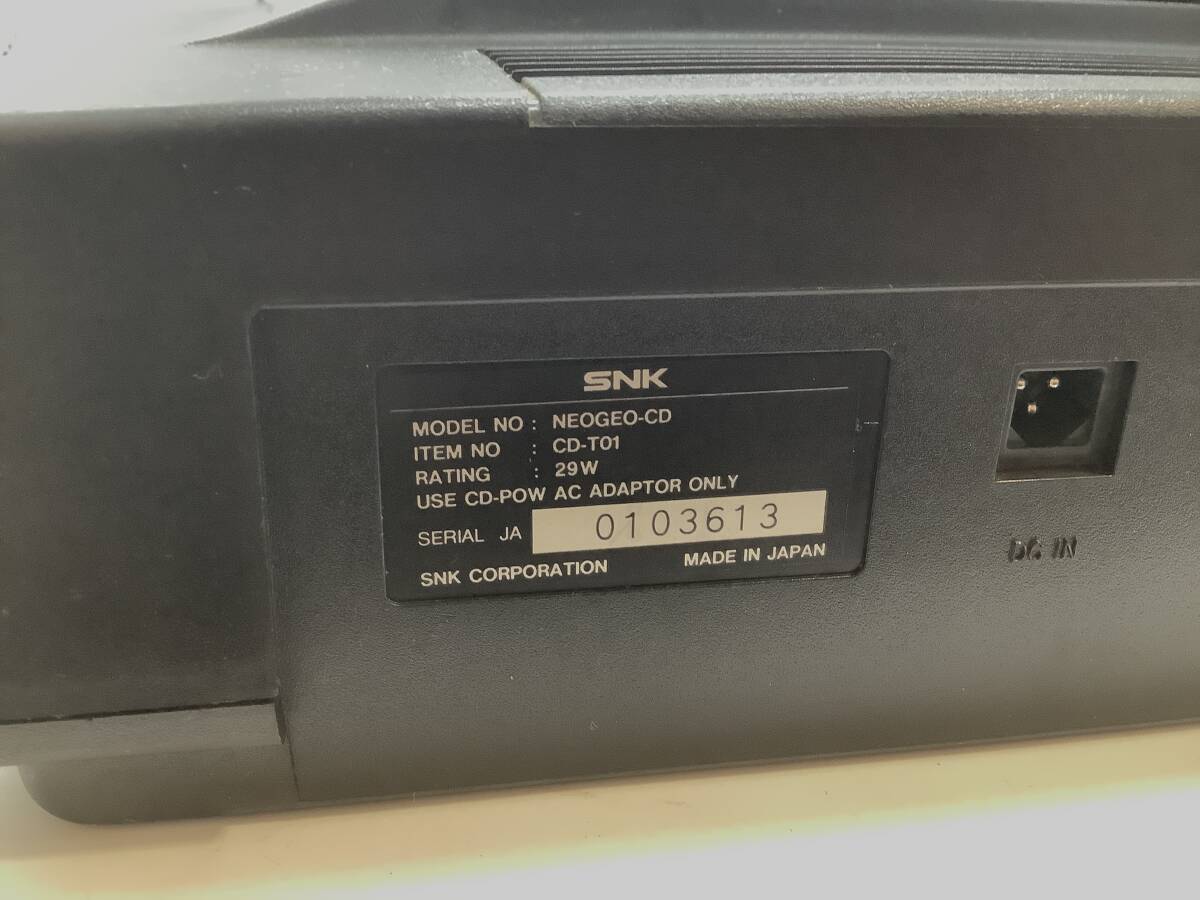 SNK
MODEL NO : NEOGEO-CD
ITEM NO : CD-T01
RATING : 29W
USE CD-POW AC ADAPTOR ONLY
SERIAL JA 0103613
SNK CORPORATION MADE IN JAPAN
DC IN